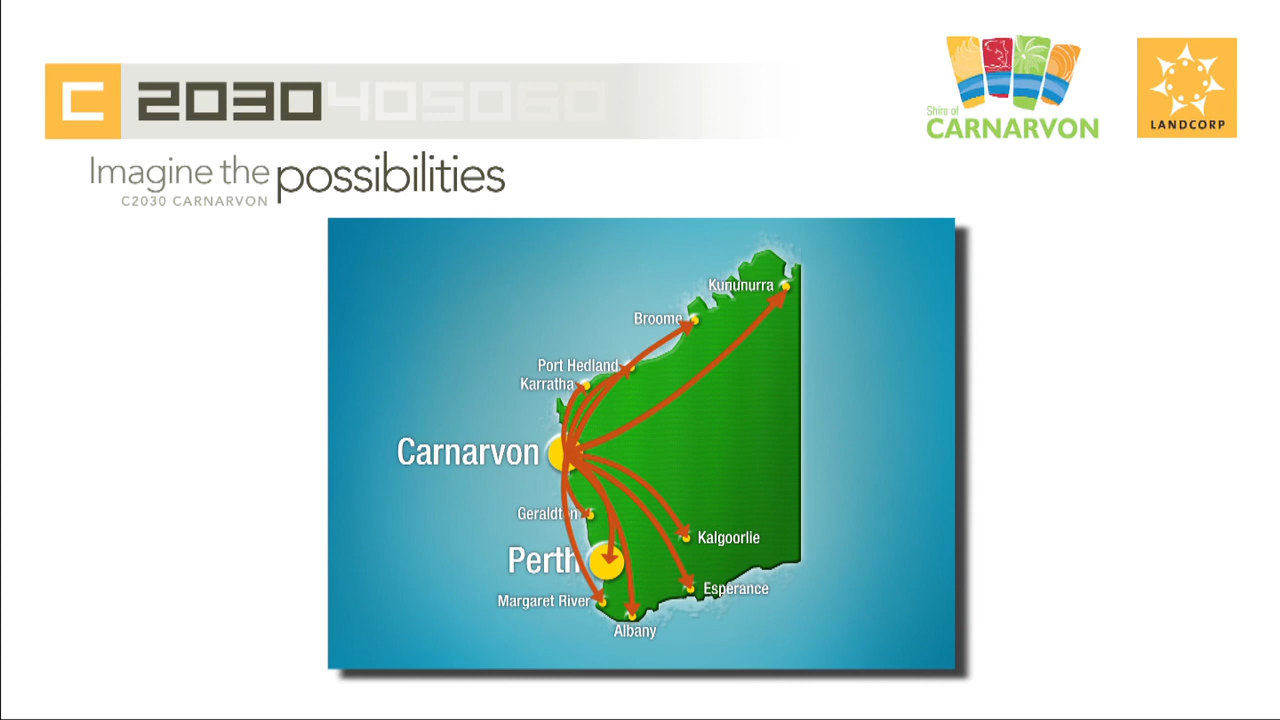 C 2030405060
Imagine the possibilities
C2030 CARNARVON
Shire of
CARNARVON
LANDCORP
Kununurra
Broome
Port Hedland
Karratha
Carnarvon
Geraldton
Kalgoorlie
Perth
Esperance
Margaret River
Albany